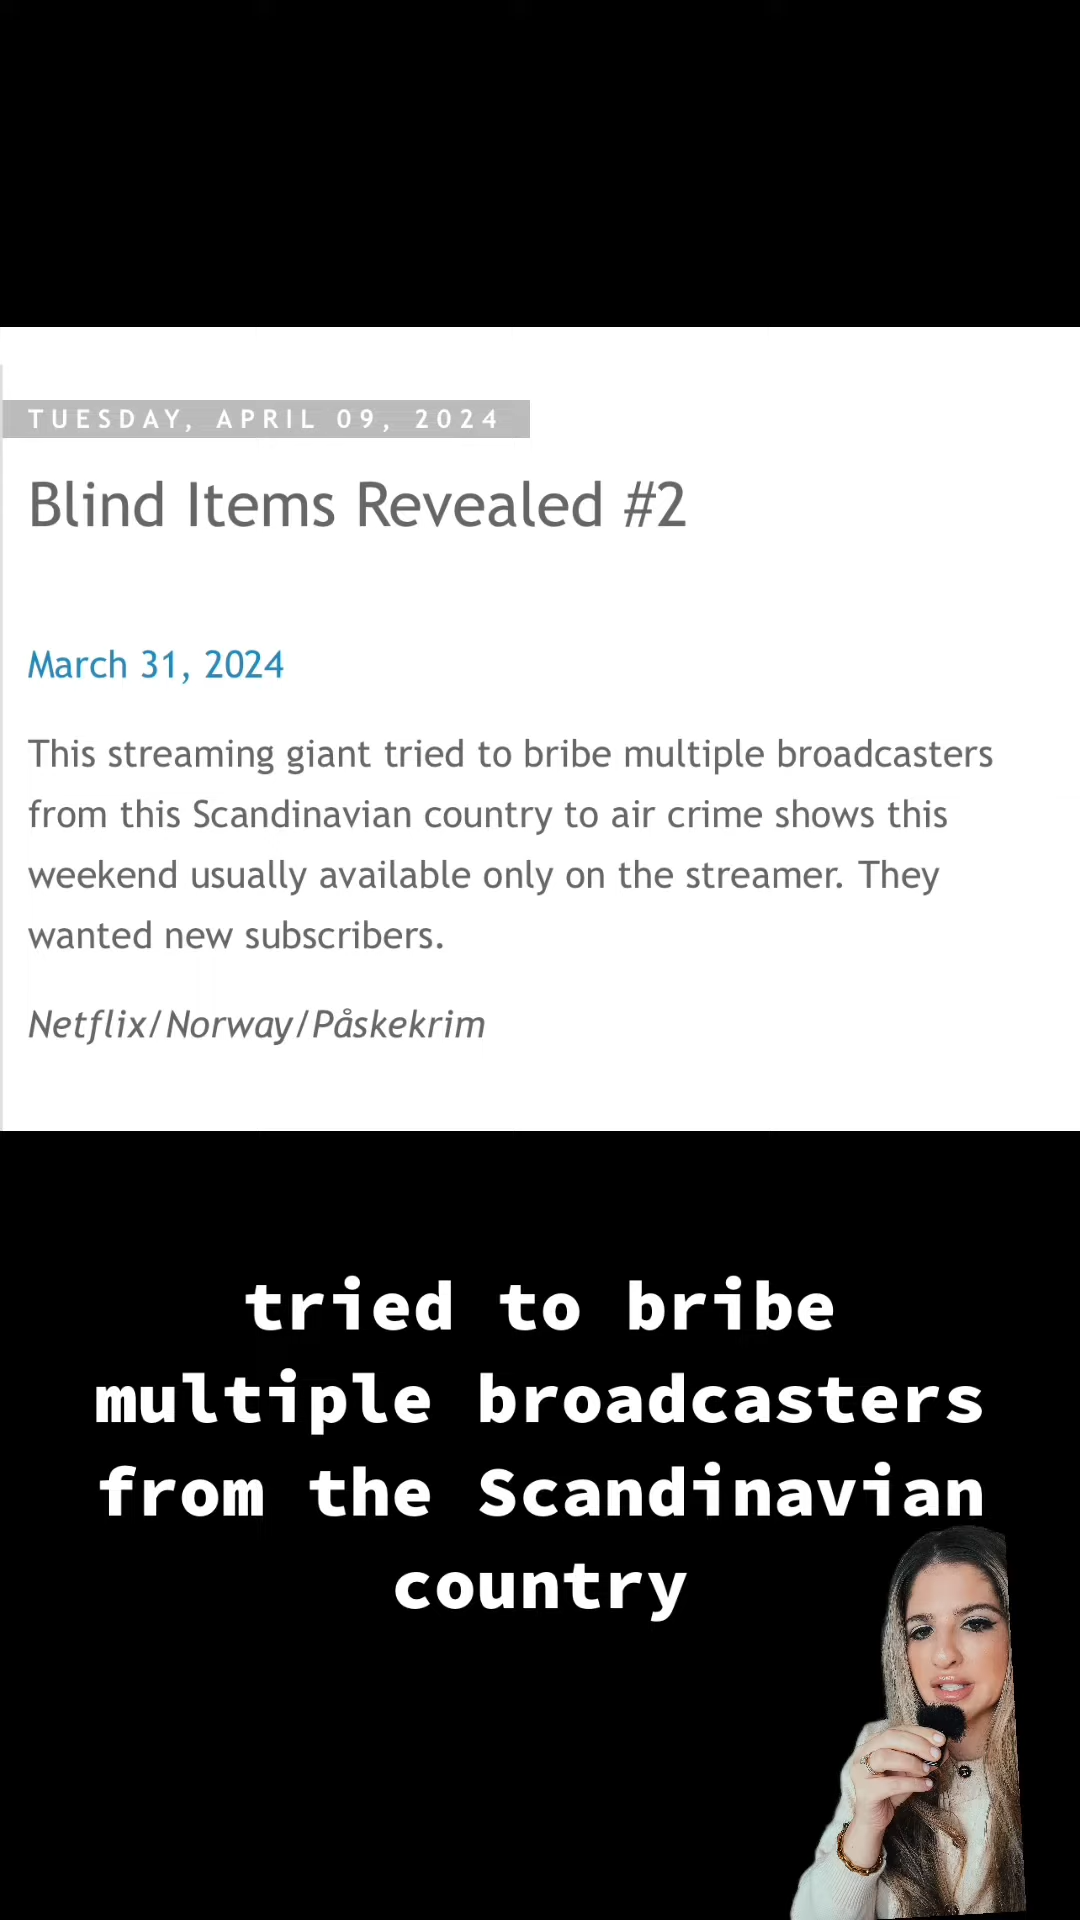 TUESDAY, APRIL 09, 2024
Blind Items Revealed #2
March 31, 2024
This streaming giant tried to bribe multiple broadcasters
from this Scandinavian country to air crime shows this
weekend usually available only on the streamer. They
wanted new subscribers.
Netflix/Norway/Påskekrim
tried to bribe
multiple broadcasters
from the Scandinavian
country